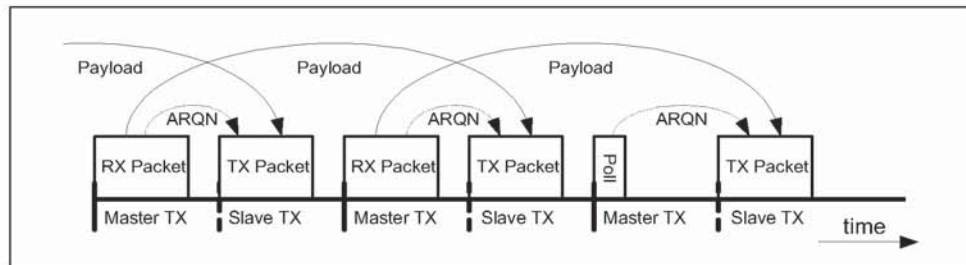 Payload Payload Payload
ARQN ARQN ARQN
RX Packet TX Packet RX Packet TX Packet Poll TX Packet
Master TX Slave TX Master TX Slave TX Master TX Slave TX
time